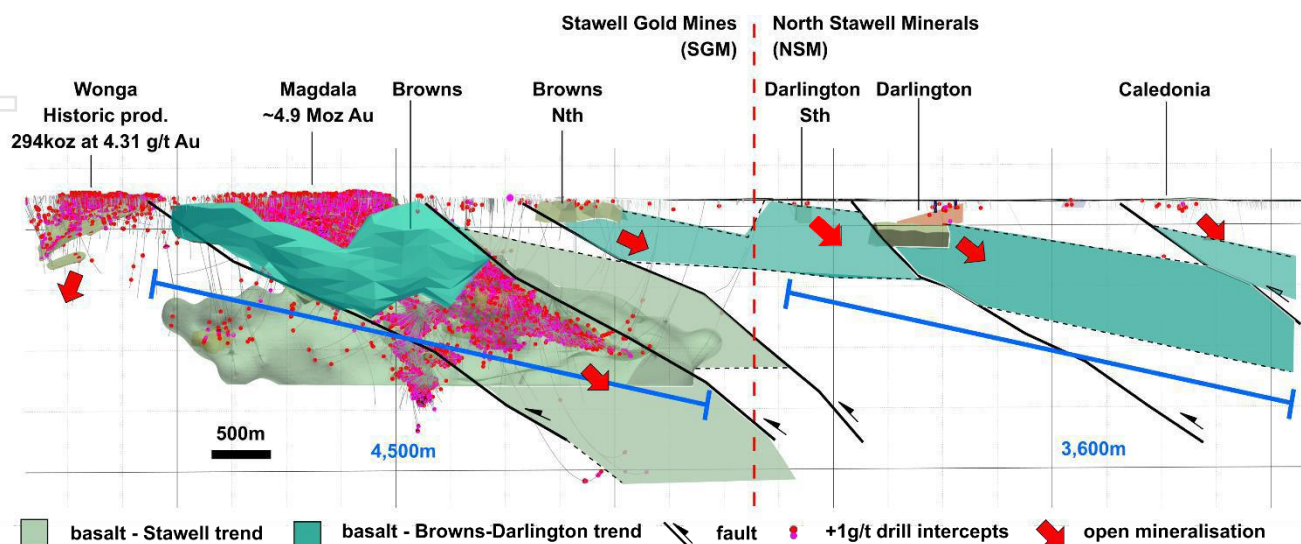 Stawell Gold Mines
(SGM)
North Stawell Minerals
(NSM)
Wonga
Historic prod.
294koz at 4.31 g/t Au
Magdala
~4.9 Moz Au
Browns
Browns
Nth
Darlington
Sth
Darlington
Caledonia
500m
4,500m
3,600m
basalt - Stawell trend
basalt - Browns-Darlington trend
fault
+1g/t drill intercepts
open mineralisation